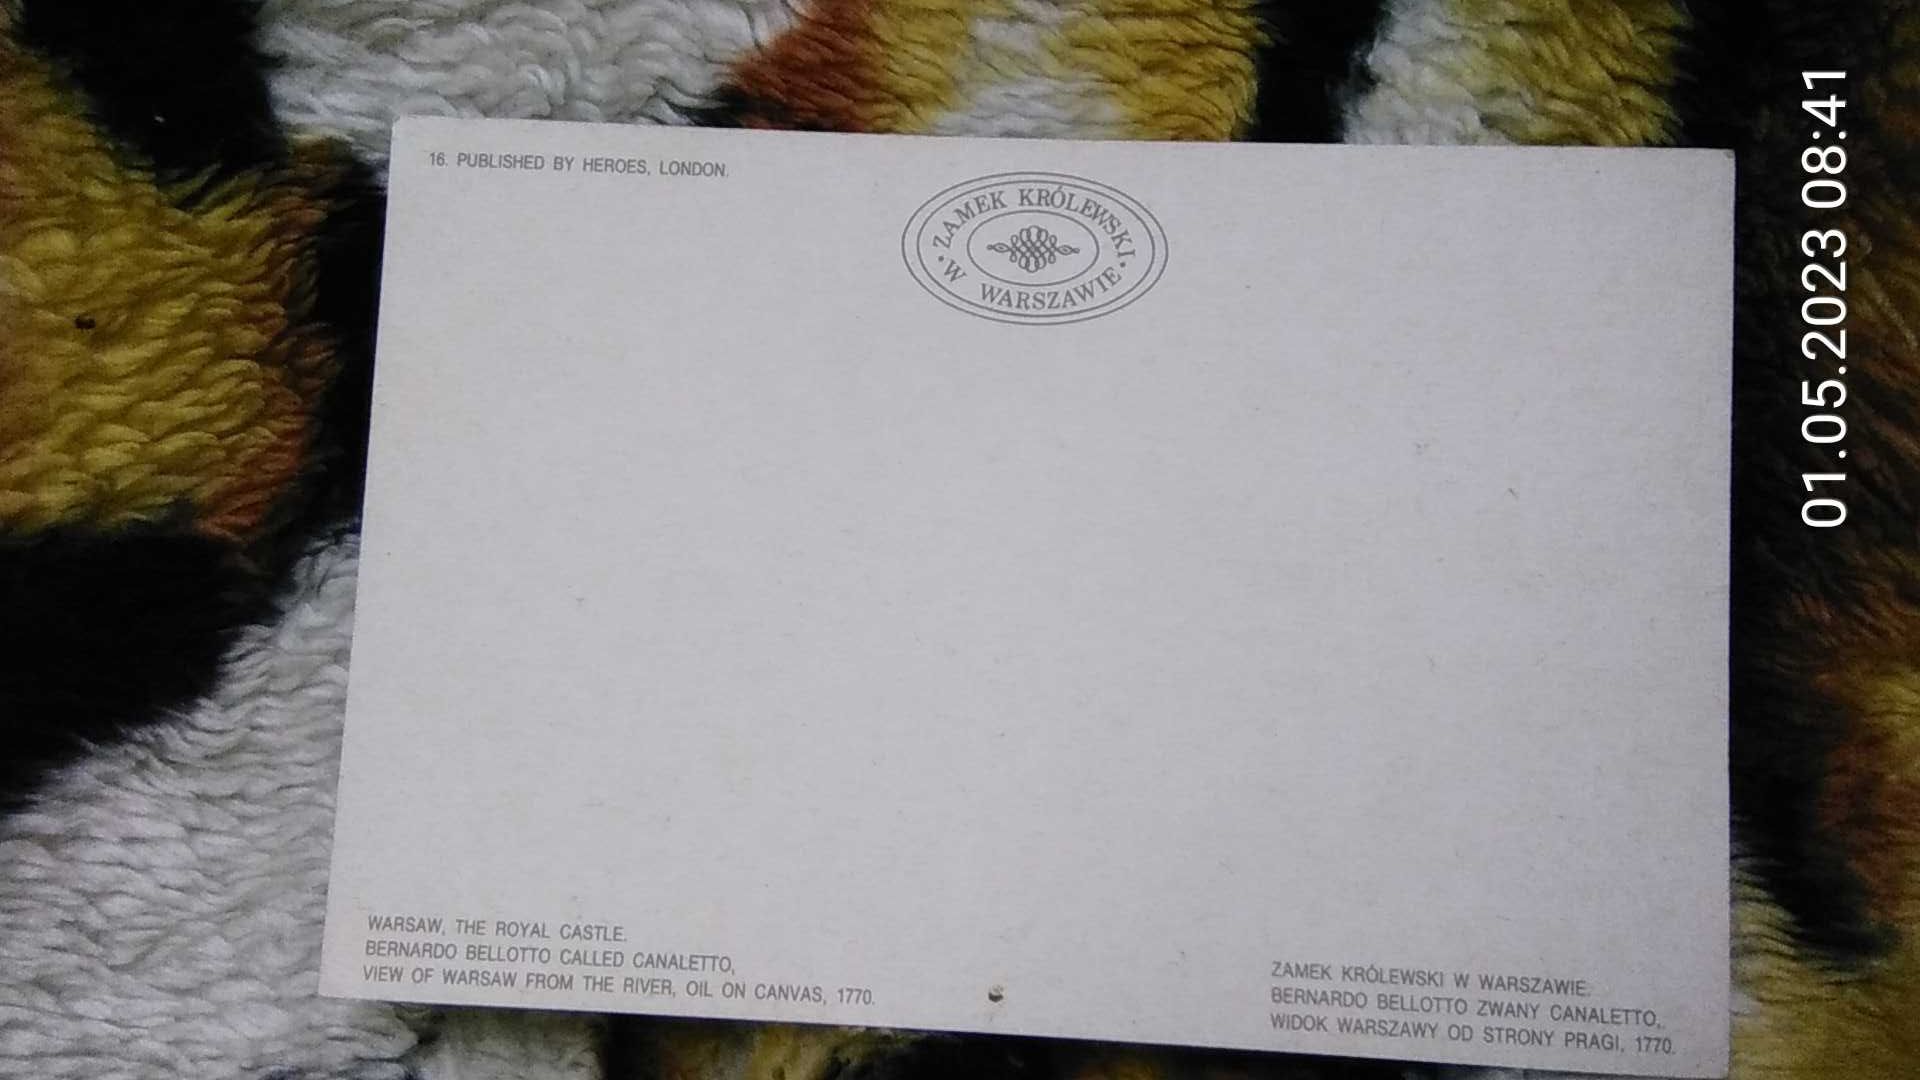 16. PUBLISHED BY HEROES, LONDON.
ZAMEK KRÓLEWSKI
• W WARSZAWIE •
WARSAW, THE ROYAL CASTLE.
BERNARDO BELLOTTO CALLED CANALETTO,
VIEW OF WARSAW FROM THE RIVER, OIL ON CANVAS, 1770.
ZAMEK KRÓLEWSKI W WARSZAWIE.
BERNARDO BELLOTTO ZWANY CANALETTO,
WIDOK WARSZAWY OD STRONY PRAGI, 1770.
01.05.2023 08:41